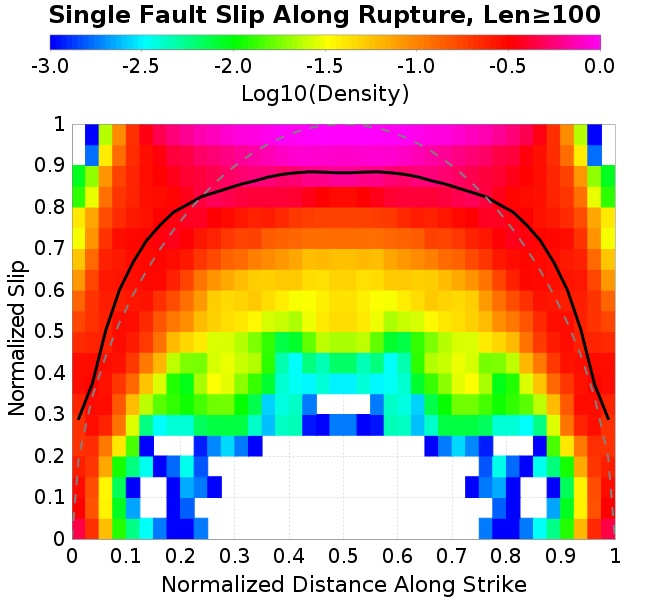 Single Fault Slip Along Rupture, Len≥100
-3.0 -2.5 -2.0 -1.5 -1.0 -0.5 0.0
Log10(Density)
1
0.9
0.8
0.7
0.6
0.5
0.4
0.3
0.2
0.1
0
Normalized Slip
0 0.1 0.2 0.3 0.4 0.5 0.6 0.7 0.8 0.9 1
Normalized Distance Along Strike